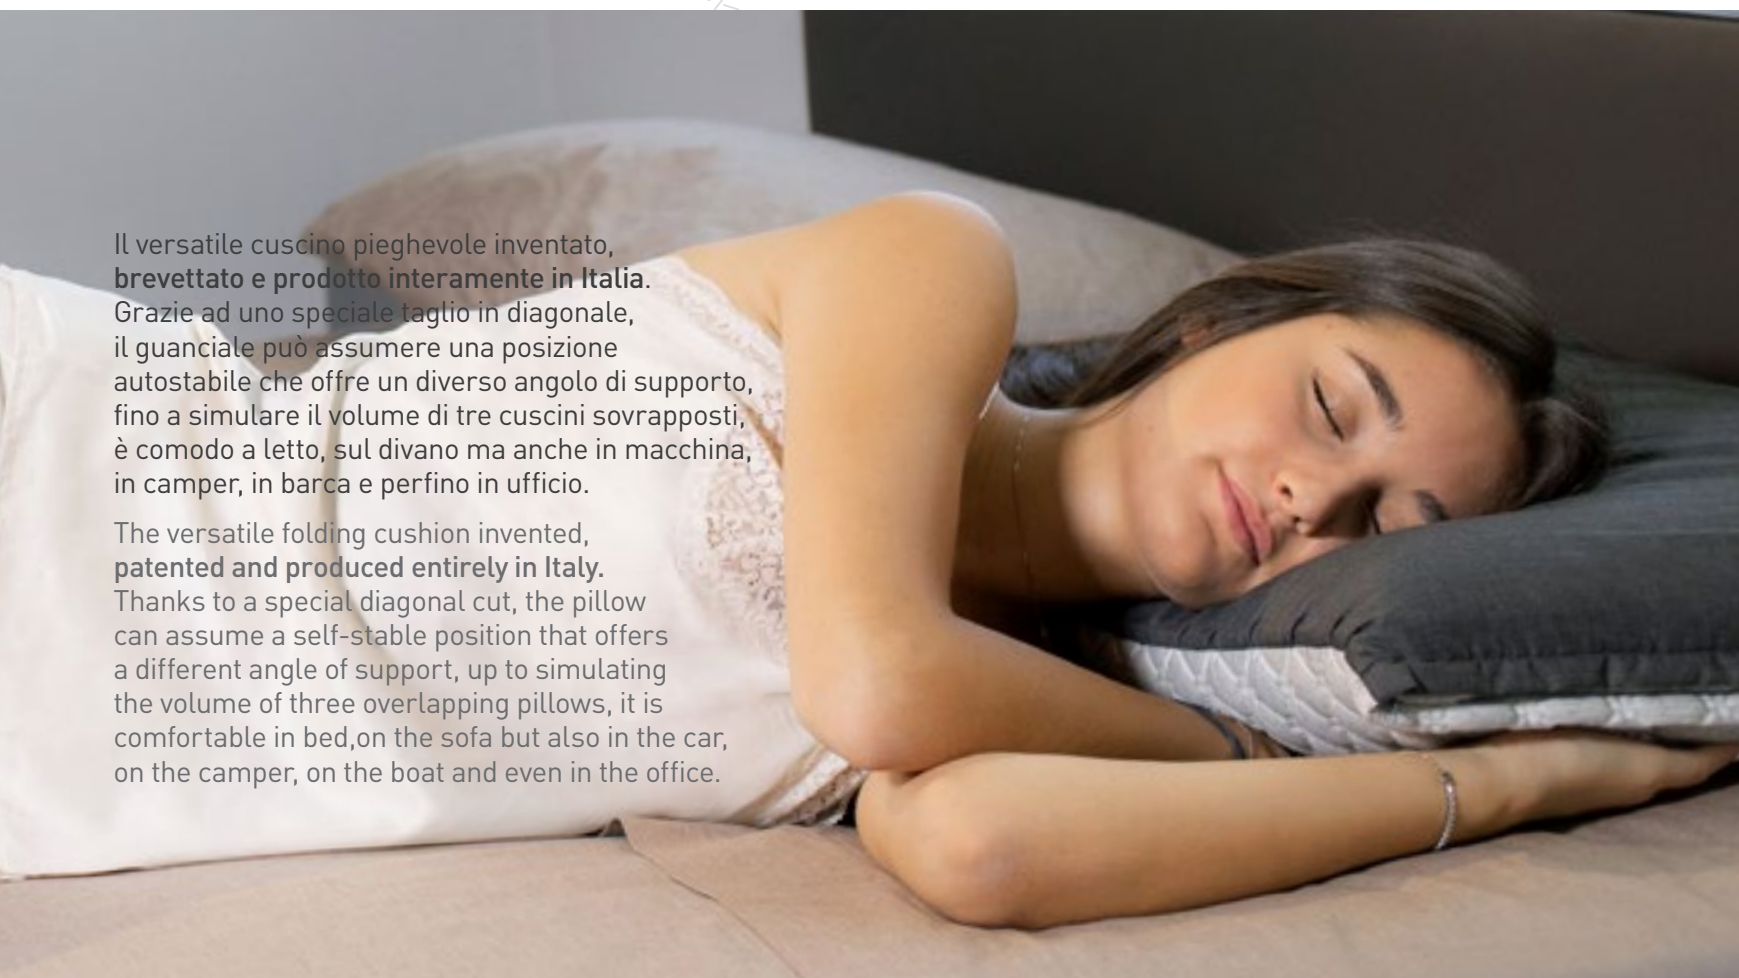 Il versatile cuscino pieghevole inventato,
brevettato e prodotto interamente in Italia.
Grazie ad uno speciale taglio in diagonale,
il guanciale può assumere una posizione
autostabile che offre un diverso angolo di supporto,
fino a simulare il volume di tre cuscini sovrapposti,
è comodo a letto, sul divano ma anche in macchina,
in camper, in barca e perfino in ufficio.
The versatile folding cushion invented,
patented and produced entirely in Italy.
Thanks to a special diagonal cut, the pillow
can assume a self-stable position that offers
a different angle of support, up to simulating
the volume of three overlapping pillows, it is
comfortable in bed,on the sofa but also in the car,
on the camper, on the boat and even in the office.